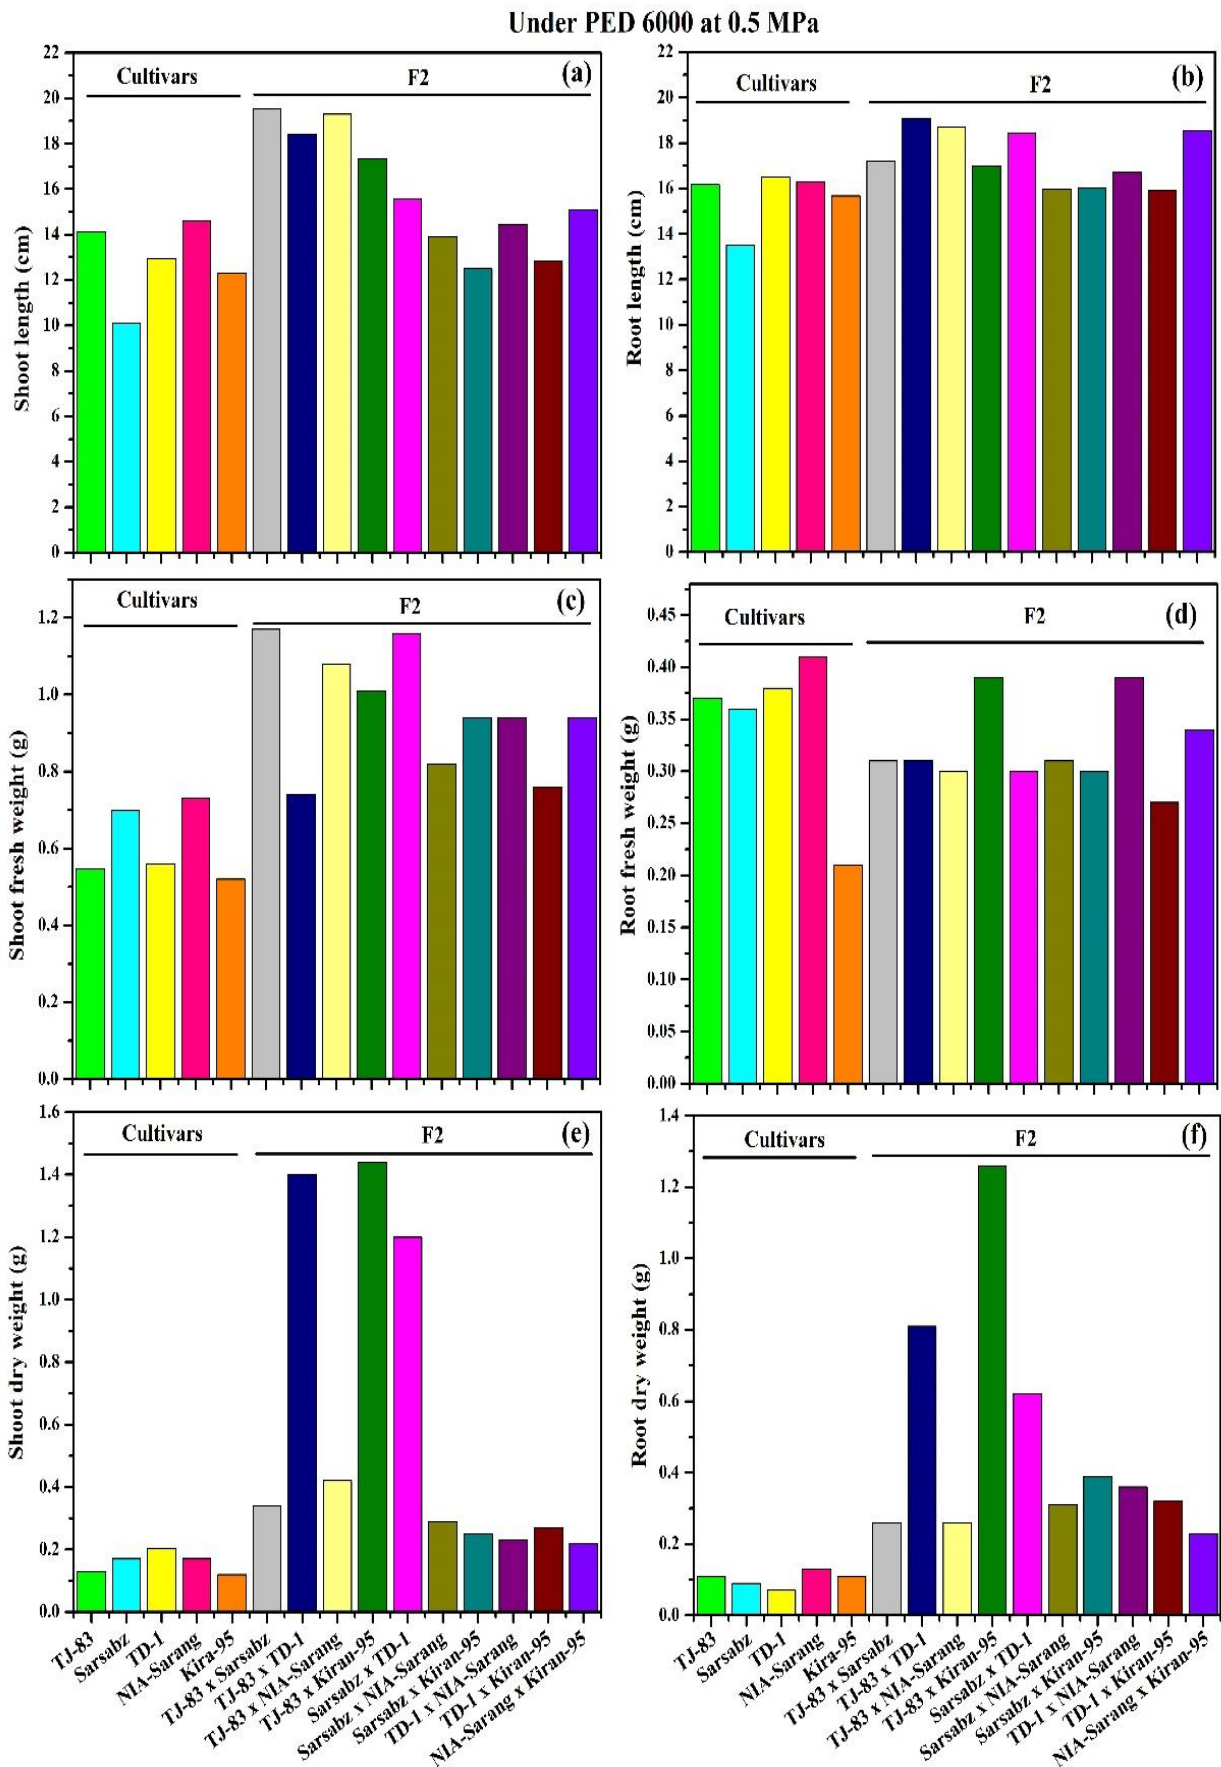 Under PED 6000 at 0.5 MPa
22
20
18
16
14
12
10
8
6
4
2
0
Shoot length (cm)
Cultivars
F2
(a)
22
20
18
16
14
12
10
8
6
4
2
0
Root length (cm)
Cultivars
F2
(b)
1.2
1.0
0.8
0.6
0.4
0.2
0.0
Shoot fresh weight (g)
Cultivars
F2
(c)
0.45
0.40
0.35
0.30
0.25
0.20
0.15
0.10
0.05
0.00
Root fresh weight (g)
Cultivars
F2
(d)
1.6
1.4
1.2
1.0
0.8
0.6
0.4
0.2
0.0
Shoot dry weight (g)
Cultivars
F2
(e)
TJ-83
Sarsabz
TD-1
NIA-Sarang
Kira-95
TJ-83 x Sarsabz
TJ-83 x TD-1
TJ-83 x NIA-Sarang
TJ-83 x Kiran-95
Sarsabz x TD-1
Sarsabz x NIA-Sarang
Sarsabz x Kiran-95
TD-1 x NIA-Sarang
TD-1 x Kiran-95
NIA-Sarang x Kiran-95
1.4
1.2
1.0
0.8
0.6
0.4
0.2
0.0
Root dry weight (g)
Cultivars
F2
(f)
TJ-83
Sarsabz
TD-1
NIA-Sarang
Kira-95
TJ-83 x Sarsabz
TJ-83 x TD-1
TJ-83 x NIA-Sarang
TJ-83 x Kiran-95
Sarsabz x TD-1
Sarsabz x NIA-Sarang
Sarsabz x Kiran-95
TD-1 x NIA-Sarang
TD-1 x Kiran-95
NIA-Sarang x Kiran-95